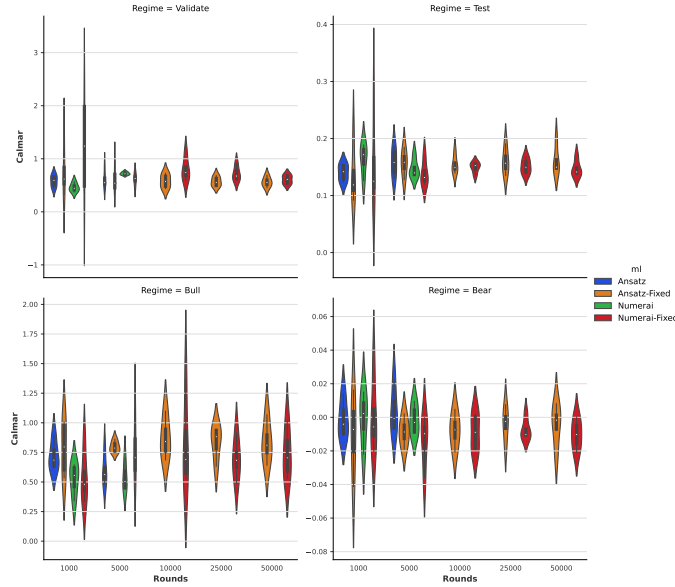 Regime = Validate
Regime = Test
3
2
1
0
−1
Calmar
0.4
0.3
0.2
0.1
0.0
Regime = Bull
Regime = Bear
2.00
1.75
1.50
1.25
1.00
0.75
0.50
0.25
0.00
Calmar
0.06
0.04
0.02
0.00
−0.02
−0.04
−0.06
−0.08
1000
5000
10000
25000
50000
Rounds
1000
5000
10000
25000
50000
Rounds
ml
Ansatz
Ansatz-Fixed
Numerai
Numerai-Fixed